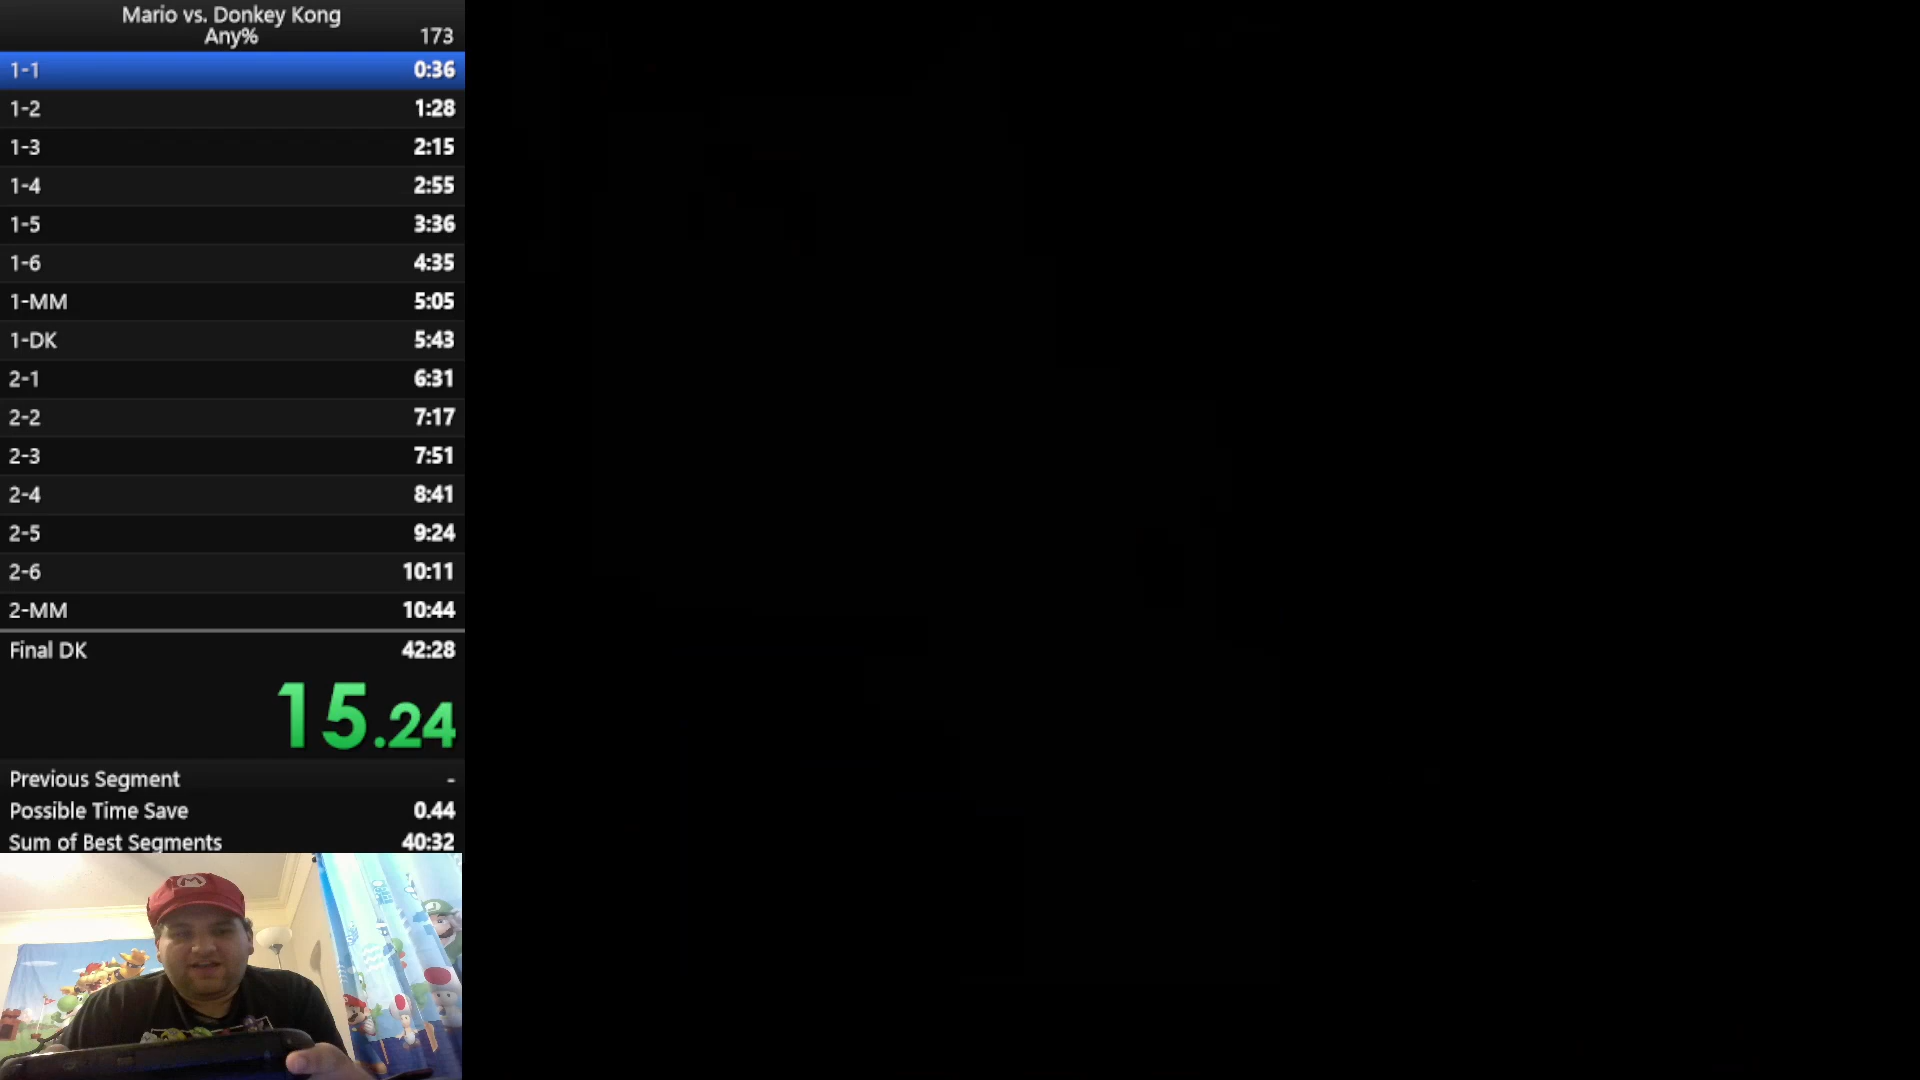 Mario vs. Donkey Kong
Any% 173
1-1 0:36
1-2 1:28
1-3 2:15
1-4 2:55
1-5 3:36
1-6 4:35
1-MM 5:05
1-DK 5:43
2-1 6:31
2-2 7:17
2-3 7:51
2-4 8:41
2-5 9:24
2-6 10:11
2-MM 10:44
Final DK 42:28
15.24
Previous Segment -
Possible Time Save 0.44
Sum of Best Segments 40:32
M